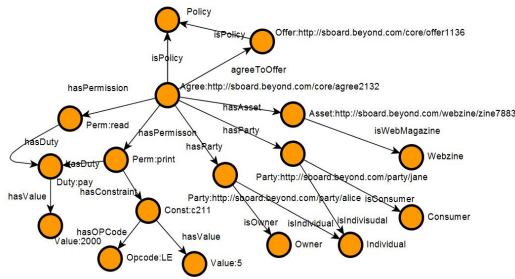 Policy
isPolicy
Offer:http://sboard.beyond.com/core/offer1136
isPolicy
agreeToOffer
hasPermission
Agree:http://sboard.beyond.com/core/agree2132
hasAsset
Asset:http://sboard.beyond.com/webzine/zine7883
Perm:read
hasPermisson
hasParty
hasParty
isWebMagazine
hasDuty
hasDuty
Perm:print
Webzine
Duty:pay
Party:http://sboard.beyond.com/party/jane
hasConstraint
Party:http://sboard.beyond.com/party/alice
isConsumer
hasValue
Const:c211
isOwner
isIndividual
isIndivisudal
Consumer
hasOPCode
hasValue
Value:2000
Owner
Individual
Opcode:LE
Value:5